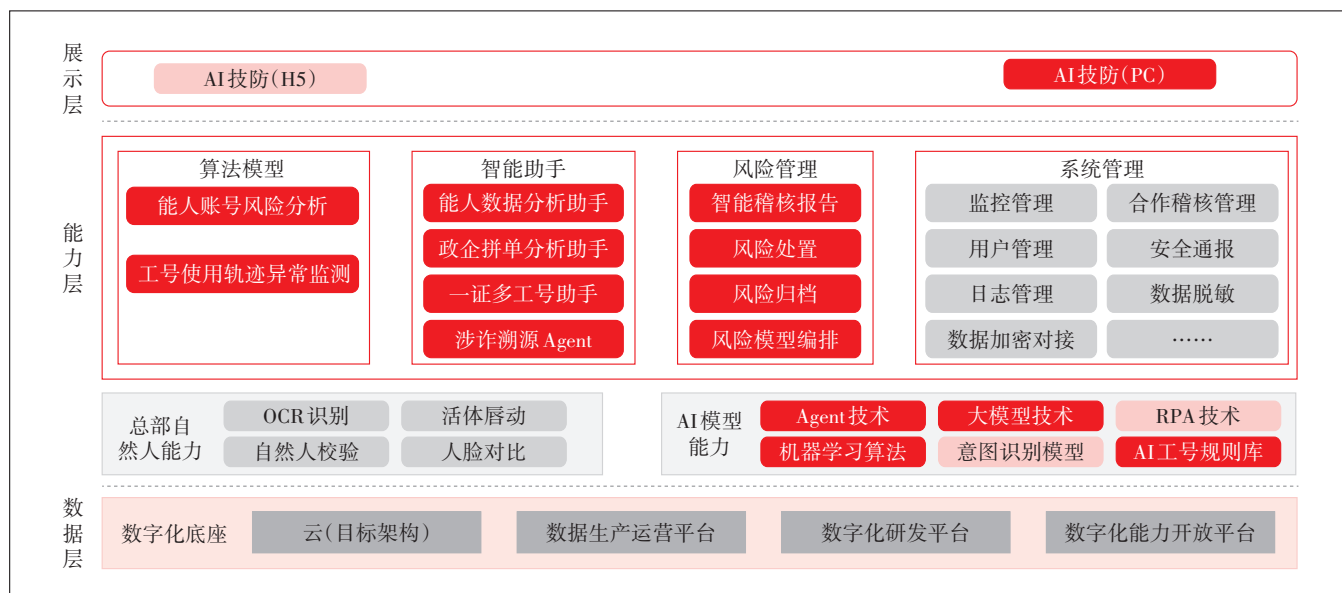 展示层
AI技防(H5)
AI技防(PC)
能力层
算法模型
能人账号风险分析
工号使用轨迹异常监测
智能助手
能人数据分析助手
政企拼单分析助手
一证多工号助手
涉诈溯源Agent
风险管理
智能稽核报告
风险处置
风险归档
风险模型编排
系统管理
监控管理
合作稽核管理
用户管理
安全通报
日志管理
数据脱敏
数据加密对接
……
总部自
然人能力
OCR识别
活体唇动
自然人校验
人脸对比
AI模型
能力
Agent技术
大模型技术
RPA技术
机器学习算法
意图识别模型
AI工号规则库
数据层
数字化底座
云(目标架构)
数据生产运营平台
数字化研发平台
数字化能力开放平台